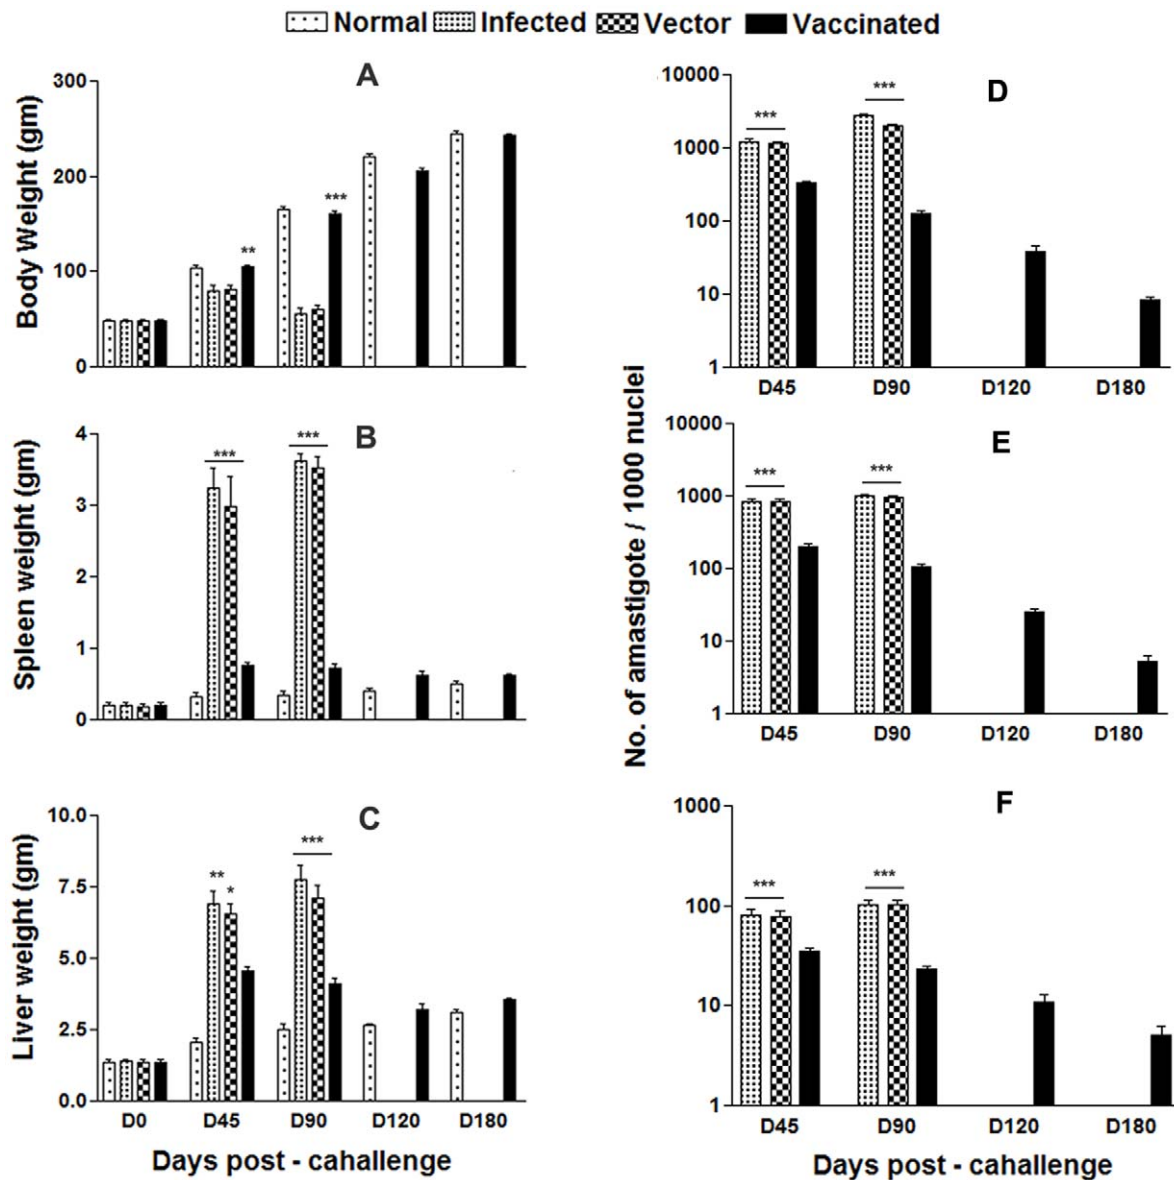 Normal Infected Vector Vaccinated
A
Body Weight (gm)
300
200
100
0
**
***
B
Spleen weight (gm)
4
3
2
1
0
***
***
C
Liver weight (gm)
10.0
7.5
5.0
2.5
0.0
**
*
***
D0 D45 D90 D120 D180
Days post - cahallenge
No. of amastigote / 1000 nuclei
D
10000
1000
100
10
1
***
***
D45 D90 D120 D180
E
10000
1000
100
10
1
***
***
D45 D90 D120 D180
F
1000
100
10
1
***
***
D45 D90 D120 D180
Days post - cahallenge